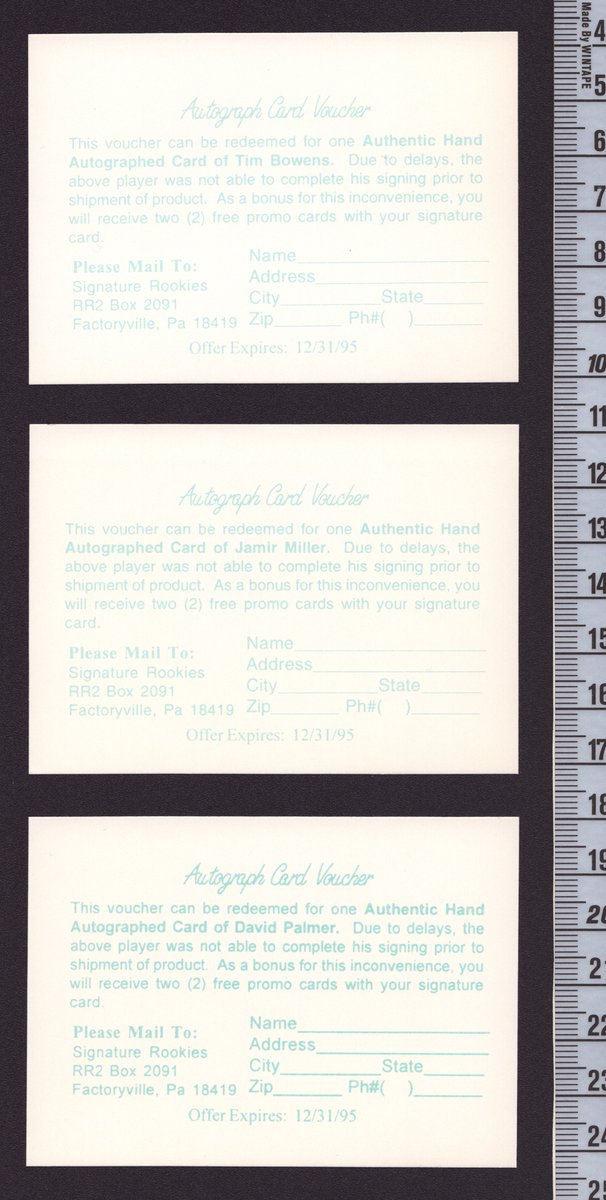 Autograph Card Voucher
This voucher can be redeemed for one Authentic Hand
Autographed Card of Tim Bowens. Due to delays, the
above player was not able to complete his signing prior to
shipment of product. As a bonus for this inconvenience, you
will receive two (2) free promo cards with your signature
card.
Please Mail To:
Signature Rookies
RR2 Box 2091
Factoryville, Pa 18419
Name
Address
City State
Zip Ph#( )
Offer Expires: 12/31/95
Autograph Card Voucher
This voucher can be redeemed for one Authentic Hand
Autographed Card of Jamir Miller. Due to delays, the
above player was not able to complete his signing prior to
shipment of product. As a bonus for this inconvenience, you
will receive two (2) free promo cards with your signature
card.
Please Mail To:
Signature Rookies
RR2 Box 2091
Factoryville, Pa 18419
Name
Address
City State
Zip Ph#( )
Offer Expires: 12/31/95
Autograph Card Voucher
This voucher can be redeemed for one Authentic Hand
Autographed Card of David Palmer. Due to delays, the
above player was not able to complete his signing prior to
shipment of product. As a bonus for this inconvenience, you
will receive two (2) free promo cards with your signature
card.
Please Mail To:
Signature Rookies
RR2 Box 2091
Factoryville, Pa 18419
Name
Address
City State
Zip Ph#( )
Offer Expires: 12/31/95
Made By WINTAPE
4
5
6
7
8
9
10
11
12
13
14
15
16
17
18
19
20
21
22
23
24
25